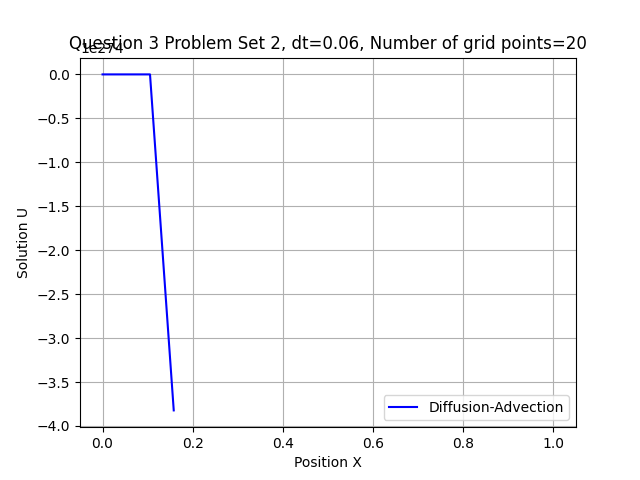 Question 3 Problem Set 2, dt=0.06, Number of grid points=20
1e274
0.0
−0.5
−1.0
−1.5
−2.0
−2.5
−3.0
−3.5
−4.0
Solution U
Diffusion-Advection
0.0 0.2 0.4 0.6 0.8 1.0
Position X